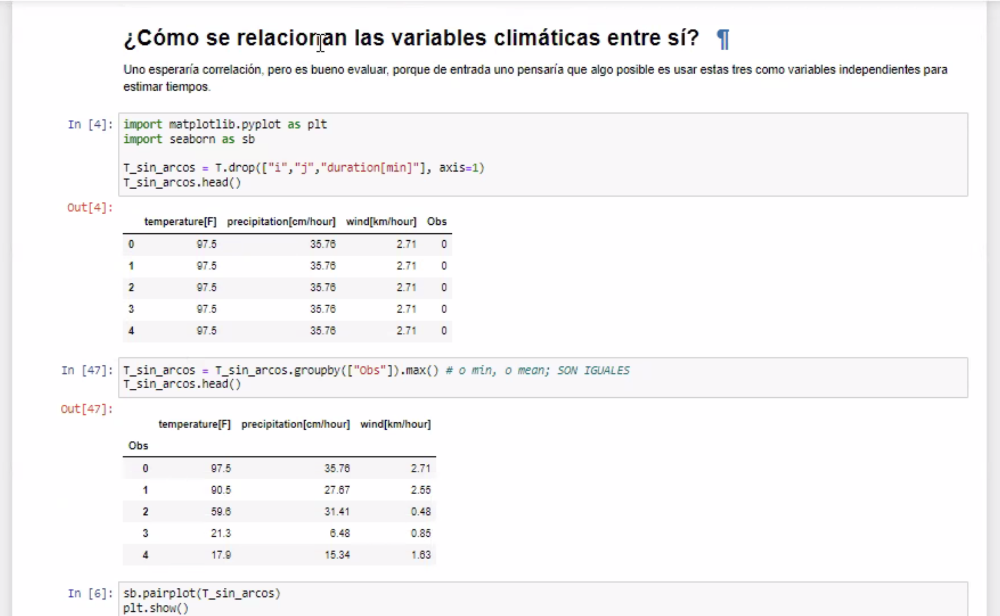 ¿Cómo se relacionan las variables climáticas entre sí? ¶
Uno esperaría correlación, pero es bueno evaluar, porque de entrada uno pensaría que algo posible es usar estas tres como variables independientes para
estimar tiempos.
In [4]: import matplotlib.pyplot as plt
import seaborn as sb
T_sin_arcos = T.drop(["i","j","duration[min]"], axis=1)
T_sin_arcos.head()
Out[4]:
temperature[F] precipitation[cm/hour] wind[km/hour] Obs
0 97.5 35.76 2.71 0
1 97.5 35.76 2.71 0
2 97.5 35.76 2.71 0
3 97.5 35.76 2.71 0
4 97.5 35.76 2.71 0
In [47]: T_sin_arcos = T_sin_arcos.groupby(["Obs"]).max() # o min, o mean; SON IGUALES
T_sin_arcos.head()
Out[47]:
temperature[F] precipitation[cm/hour] wind[km/hour]
Obs
0 97.5 35.76 2.71
1 90.5 27.67 2.55
2 59.6 31.41 0.48
3 21.3 6.48 0.85
4 17.9 15.34 1.63
In [6]: sb.pairplot(T_sin_arcos)
plt.show()